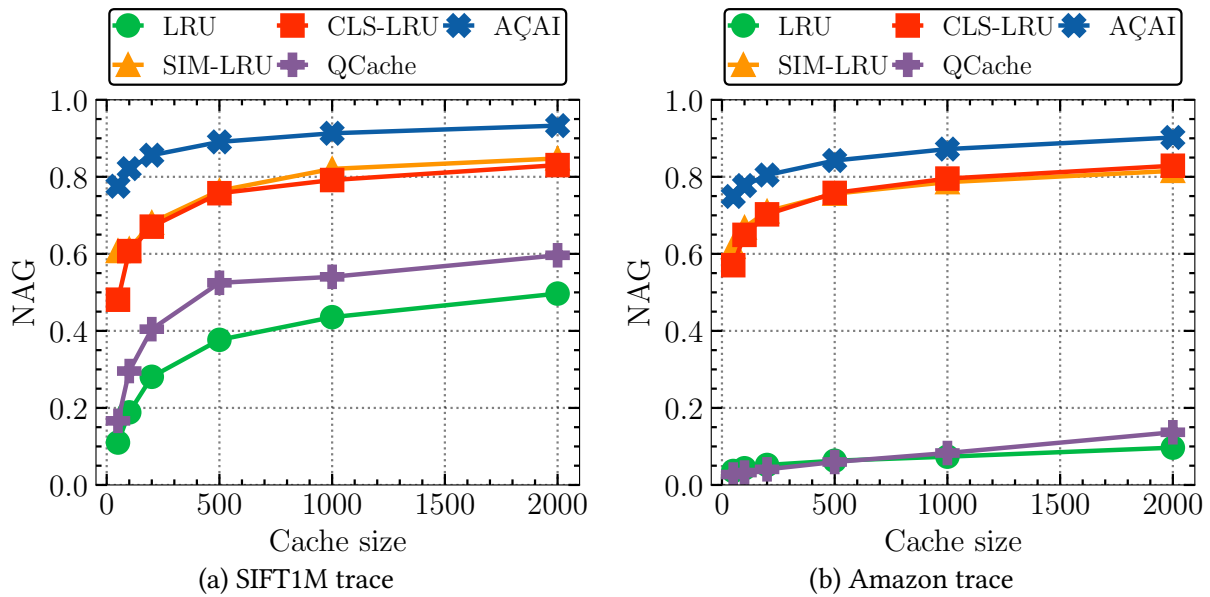 LRU CLS-LRU AÇAI
SIM-LRU QCache
1.0
0.8
0.6
0.4
0.2
0.0
NAG
0 500 1000 1500 2000
Cache size
(a) SIFT1M trace
LRU CLS-LRU AÇAI
SIM-LRU QCache
1.0
0.8
0.6
0.4
0.2
0.0
NAG
0 500 1000 1500 2000
Cache size
(b) Amazon trace